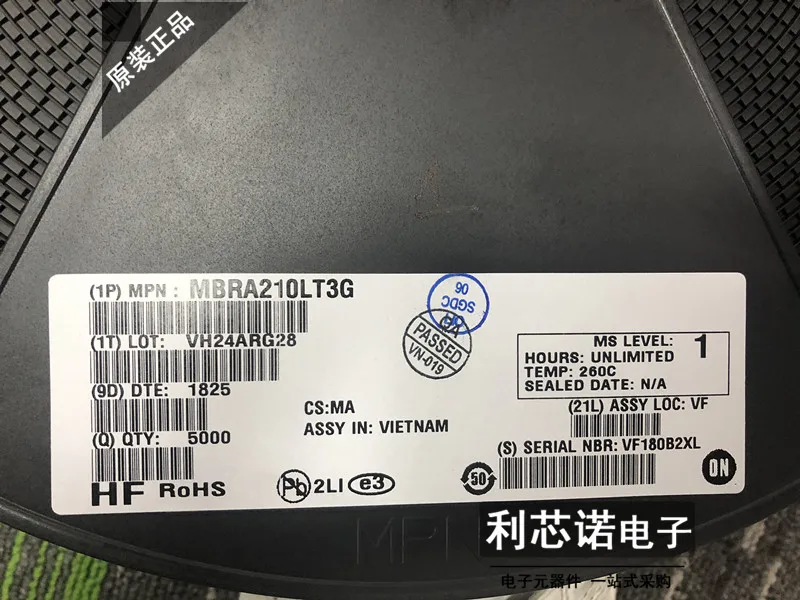 原装正品
(1P) MPN : MBRA210LT3G
(1T) LOT: VH24ARG28
(9D) DTE: 1825
(Q) QTY: 5000
HF RoHS
CS:MA
ASSY IN: VIETNAM
Pb 2LI e3
SGDC
06
PASSED
VN-019
MS LEVEL: 1
HOURS: UNLIMITED
TEMP: 260C
SEALED DATE: N/A
(21L) ASSY LOC: VF
(S) SERIAL NBR: VF180B2XL
50
ON
MPI
利芯诺电子
电子元器件 一站式采购